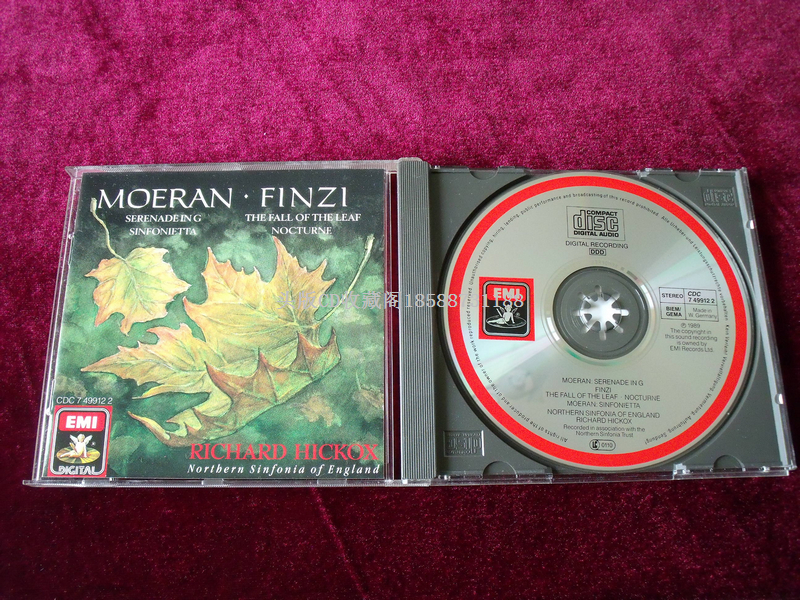 MOERAN · FINZI
SERENADE IN G THE FALL OF THE LEAF
SINFONIETTA NOCTURNE
CDC 7 49912 2
EMI
DIGITAL
RICHARD HICKOX
Northern Sinfonia of England
COMPACT
disc
DIGITAL AUDIO
DIGITAL RECORDING
DDD
EMI
STEREO
CDC
7 49912 2
BIEM/
GEMA
Made in
W. Germany
℗ 1989
The copyright in
this sound recording
is owned by
EMI Records Ltd.
MOERAN: SERENADE IN G
FINZI
THE FALL OF THE LEAF · NOCTURNE
MOERAN: SINFONIETTA
NORTHERN SINFONIA OF ENGLAND
RICHARD HICKOX
Recorded in association with the
Northern Sinfonia Trust
LC 0110